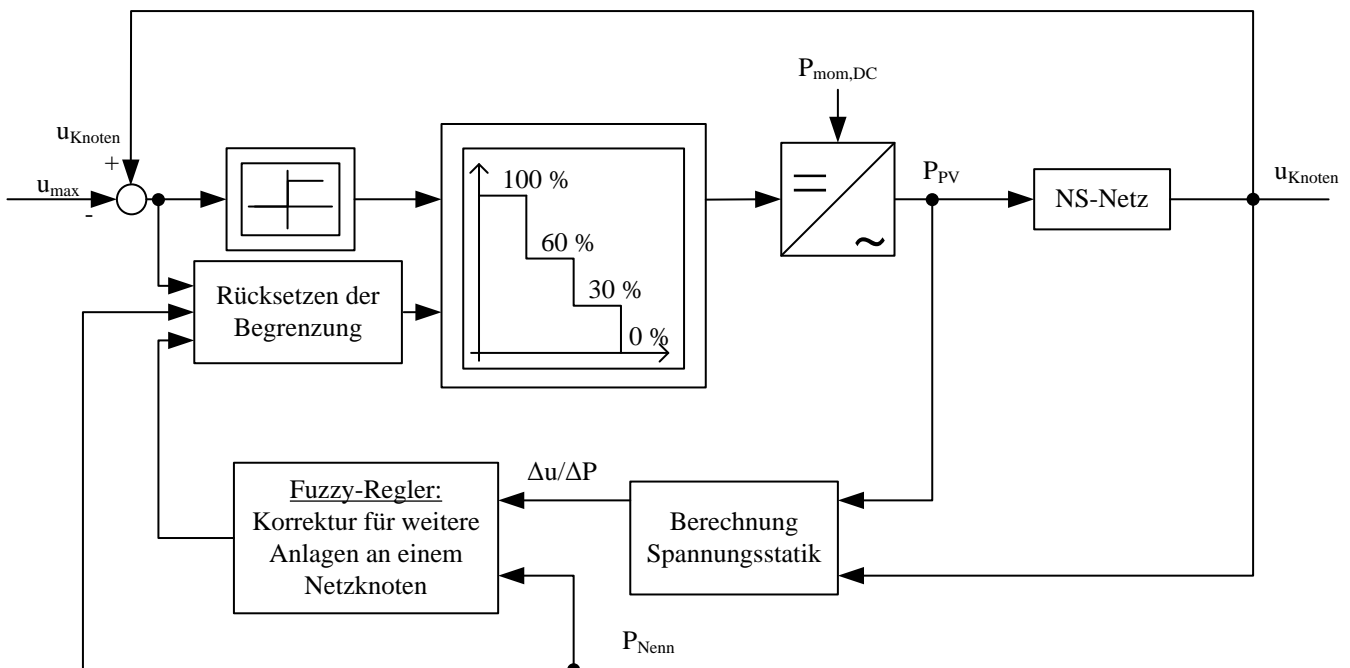 P_mom,DC
u_Knoten
+
u_max
-
100 %
60 %
30 %
0 %
=
~
P_PV
NS-Netz
u_Knoten
Rücksetzen der
Begrenzung
Δu/ΔP
Fuzzy-Regler:
Korrektur für weitere
Anlagen an einem
Netzknoten
Berechnung
Spannungsstatik
P_Nenn